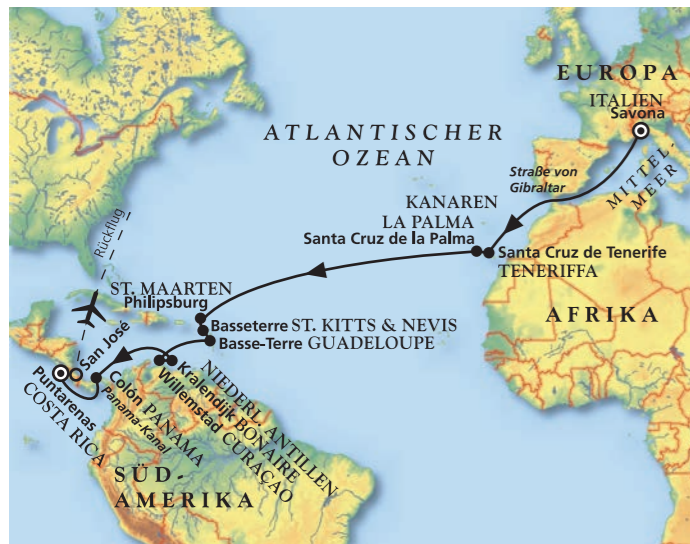 EUROPA
ITALIEN
Savona
ATLANTISCHER
OZEAN
Straße von
Gibraltar
MITTEL-
MEER
KANAREN
LA PALMA
Santa Cruz de la Palma
Santa Cruz de Tenerife
TENERIFFA
Rückflug
ST. MAARTEN
Philipsburg
AFRIKA
Basseterre ST. KITTS & NEVIS
Basse-Terre GUADELOUPE
San José
Puntarenas
COSTA RICA
Colón PANAMA
Panama-Kanal
NIEDERL. ANTILLEN
Kralendijk BONAIRE
Willemstad CURAÇAO
SÜD-
AMERIKA